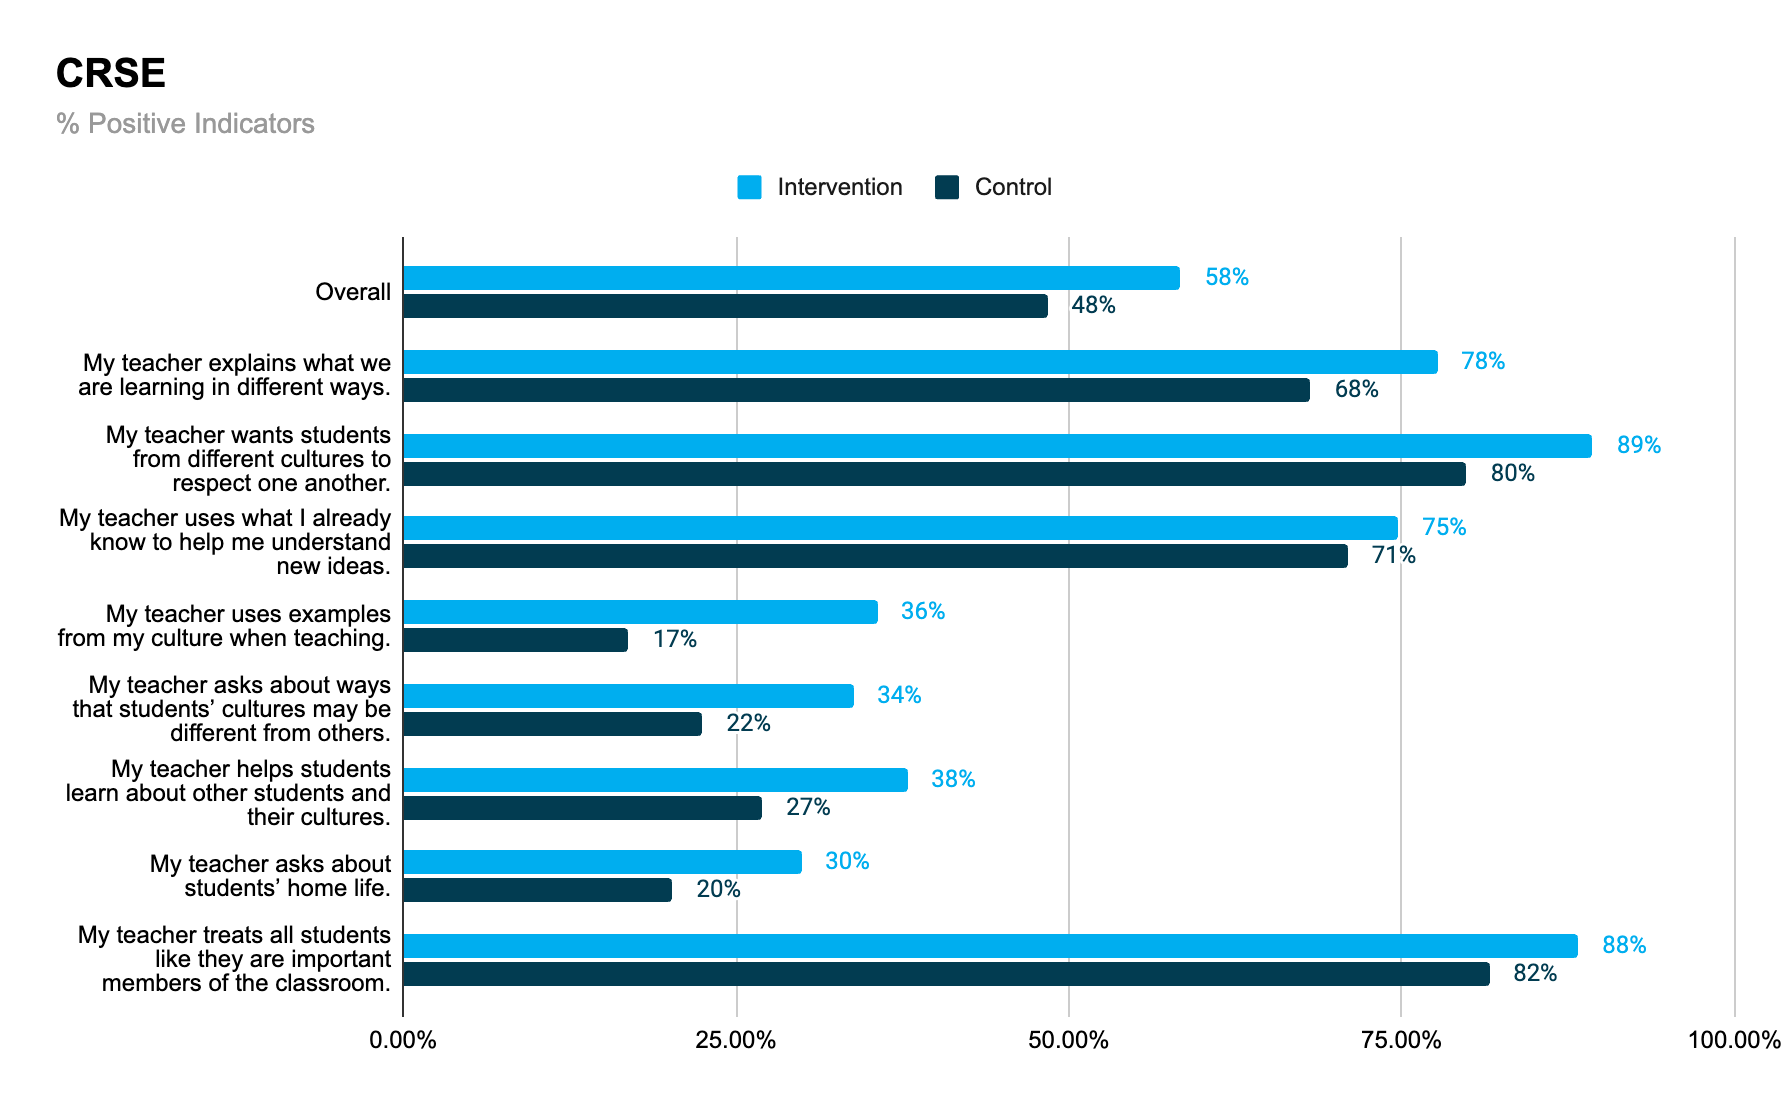 CRSE
% Positive Indicators
Intervention
Control
Overall
58%
48%
My teacher explains what we
are learning in different ways.
78%
68%
My teacher wants students
from different cultures to
respect one another.
89%
80%
My teacher uses what I already
know to help me understand
new ideas.
75%
71%
My teacher uses examples
from my culture when teaching.
36%
17%
My teacher asks about ways
that students’ cultures may be
different from others.
34%
22%
My teacher helps students
learn about other students and
their cultures.
38%
27%
My teacher asks about
students’ home life.
30%
20%
My teacher treats all students
like they are important
members of the classroom.
88%
82%
0.00%
25.00%
50.00%
75.00%
100.00%